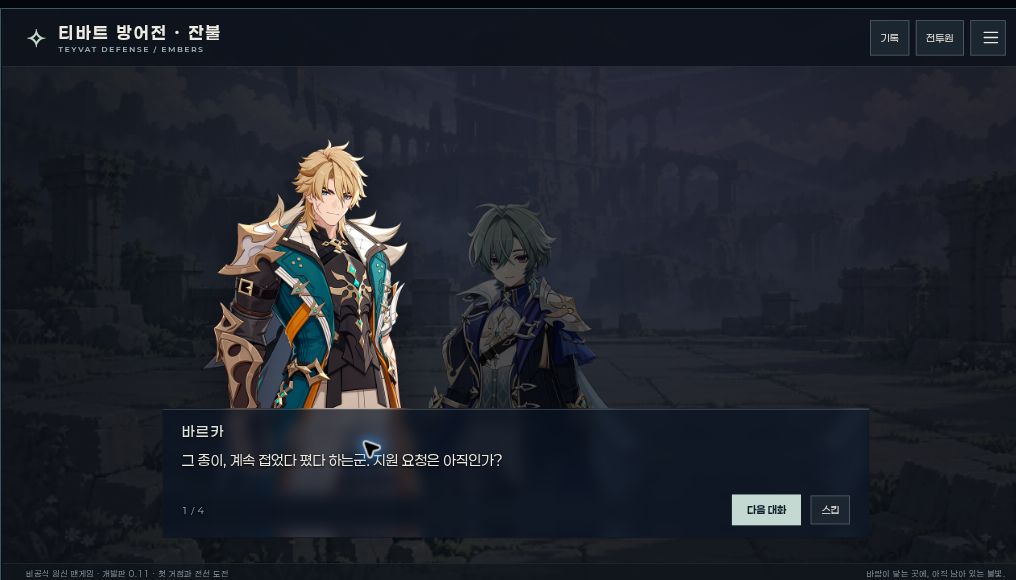 티바트 방어전 · 잔불
TEYVAT DEFENSE / EMBERS
기록
전투원
바르카
그 종이, 계속 접었다 폈다 하는군. 지원 요청은 아직인가?
1 / 4
다음 대화
스킵
비공식 원신 팬게임 · 개발판 0.11 · 첫 거점과 전선 도전
바람이 닿는 곳에, 아직 남아 있는 불빛.